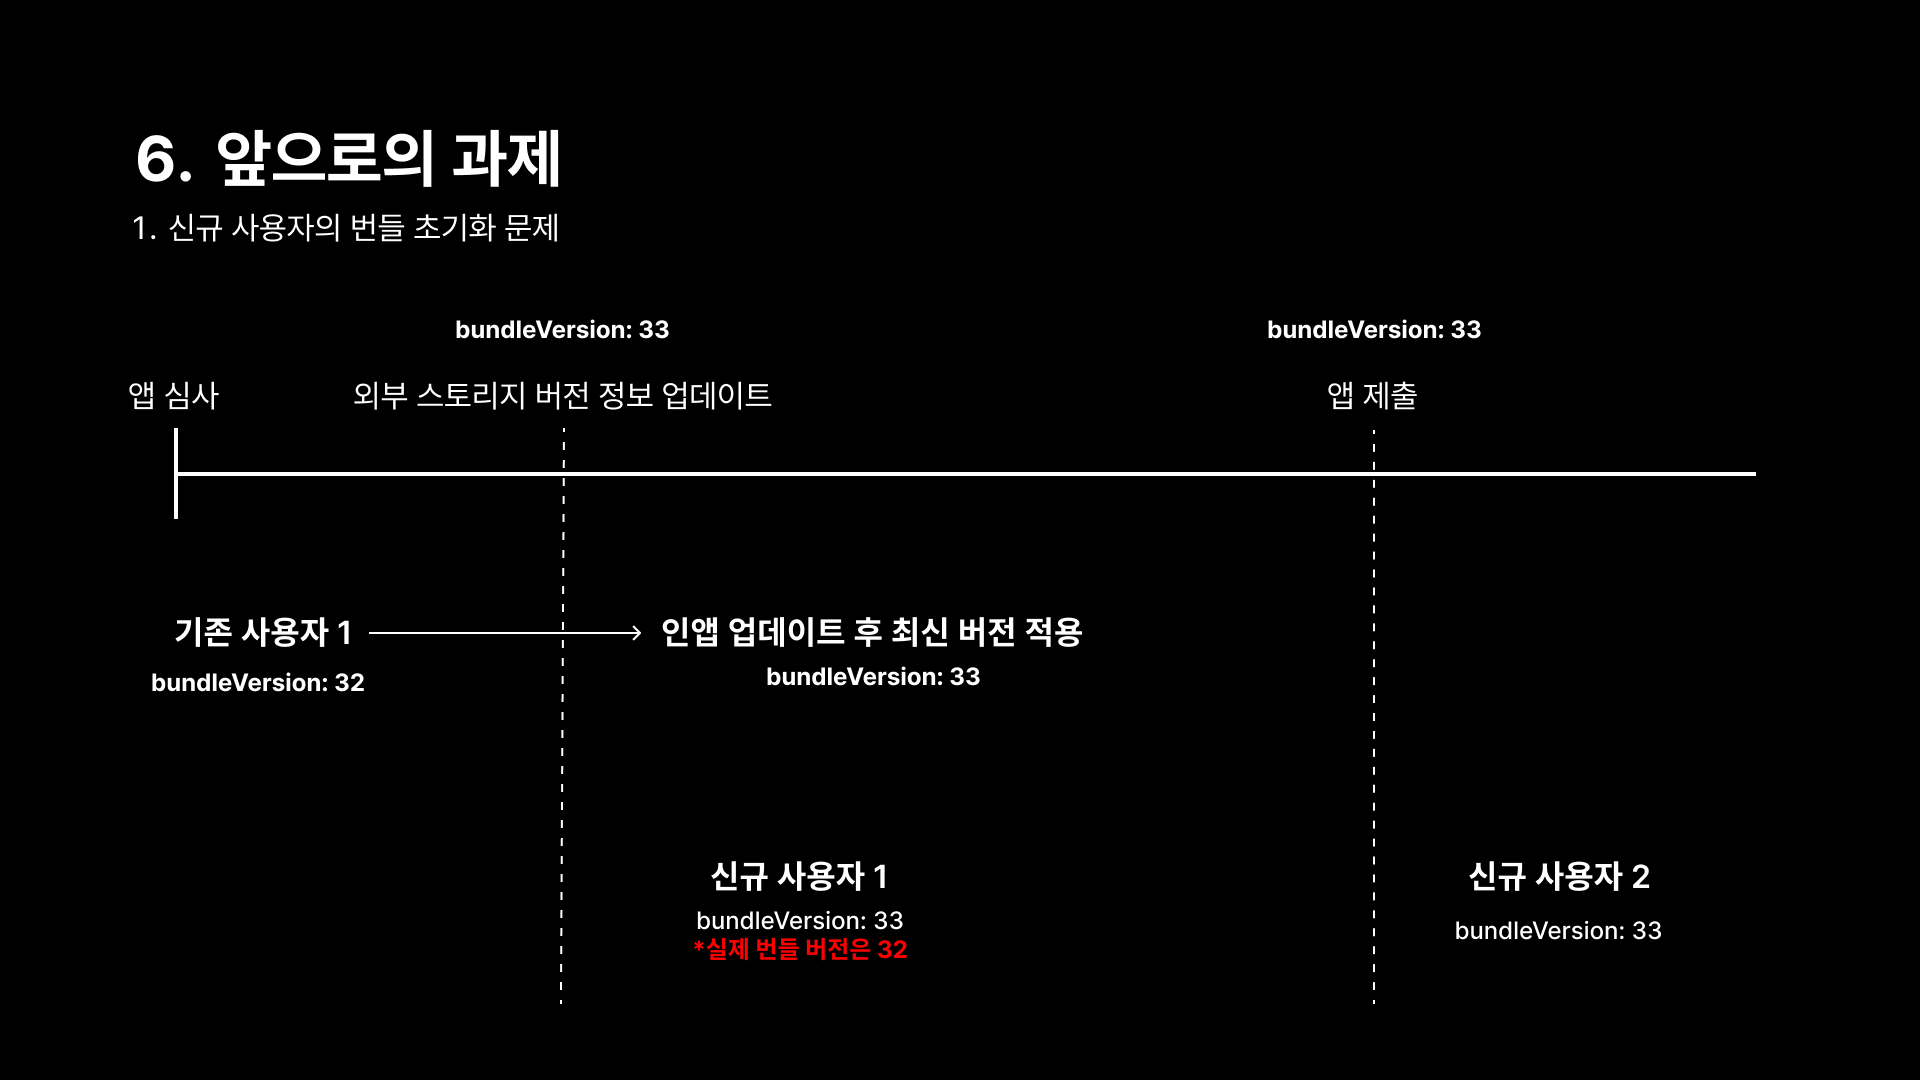 6. 앞으로의 과제
1. 신규 사용자의 번들 초기화 문제
bundleVersion: 33
bundleVersion: 33
앱 심사
외부 스토리지 버전 정보 업데이트
앱 제출
기존 사용자 1
인앱 업데이트 후 최신 버전 적용
bundleVersion: 32
bundleVersion: 33
신규 사용자 1
신규 사용자 2
bundleVersion: 33
*실제 번들 버전은 32
bundleVersion: 33